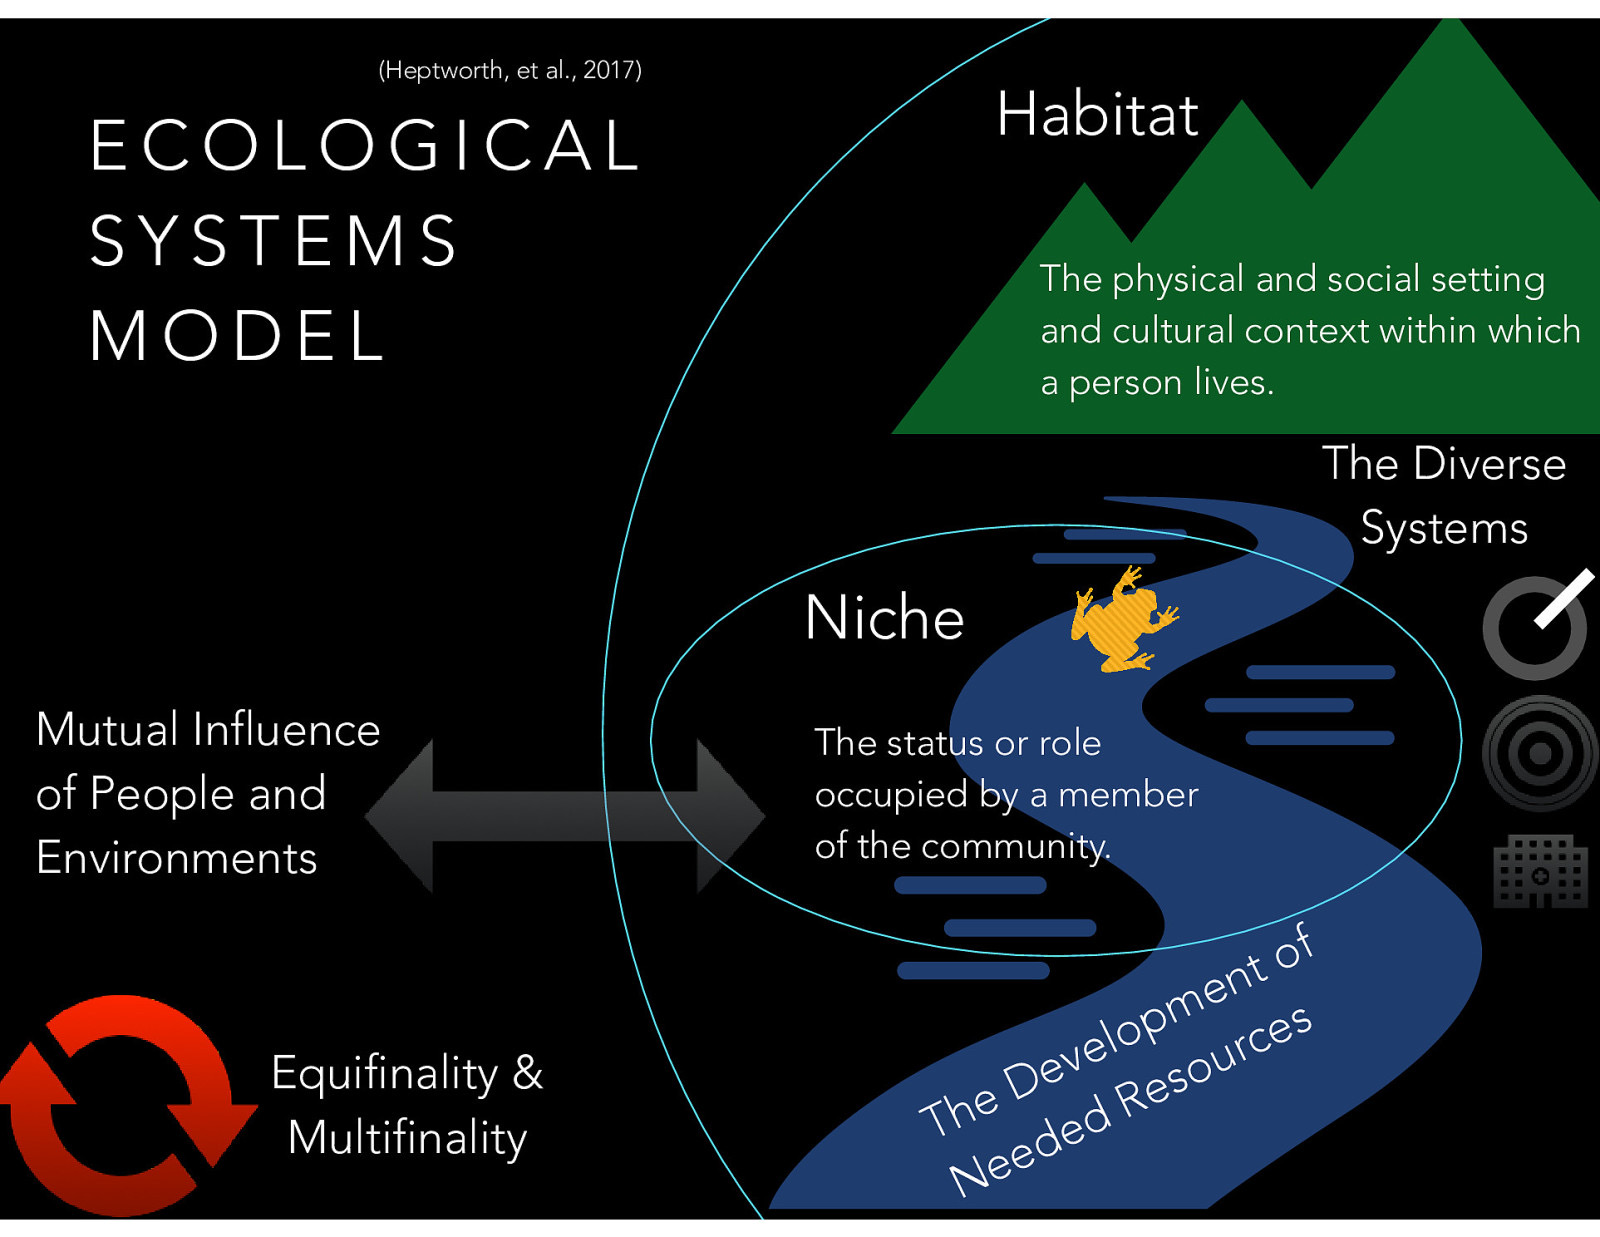 (Heptworth, et al., 2017)
ECOLOGICAL
SYSTEMS
MODEL
Habitat
The physical and social setting
and cultural context within which
a person lives.
The Diverse
Systems
Niche
The status or role
occupied by a member
of the community.
Mutual Influence
of People and
Environments
The Development of
Needed Resources
Equifinality &
Multifinality